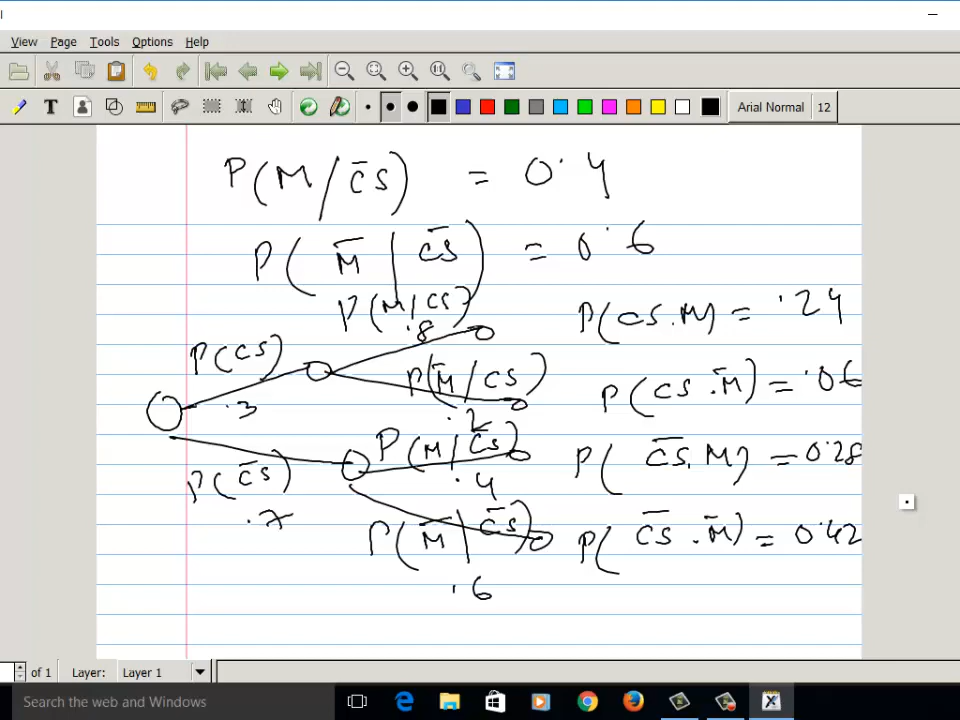 View Page Tools Options Help
Arial Normal 12
P(M/C̄S) = 0.4
P(M̄|C̄S̄) = 0.6
P(M/CS)
.8
P(CS.M) = .24
P(CS)
.3
P(M̄/CS)
.2
P(CS.M̄) = .06
P(M/C̄S̄)
.4
P(C̄S̄.M) = 0.28
P(C̄S)
.7
P(M̄|C̄S̄)
.6
P(C̄S̄.M̄) = 0.42
of 1 Layer: Layer 1
Search the web and Windows